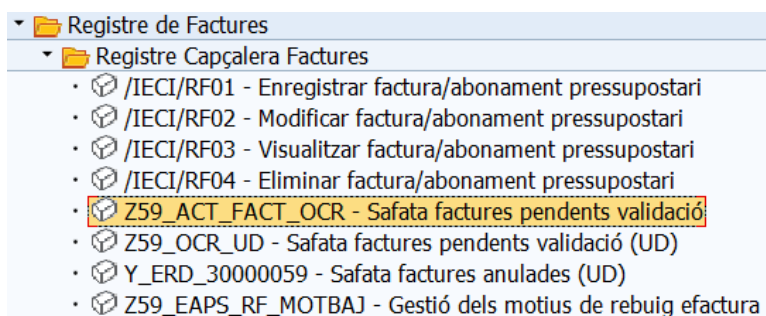 Registre de Factures
Registre Capçalera Factures
/IECI/RF01 - Enregistrar factura/abonament pressupostari
/IECI/RF02 - Modificar factura/abonament pressupostari
/IECI/RF03 - Visualitzar factura/abonament pressupostari
/IECI/RF04 - Eliminar factura/abonament pressupostari
Z59_ACT_FACT_OCR - Safata factures pendents validació
Z59_OCR_UD - Safata factures pendents validació (UD)
Y_ERD_30000059 - Safata factures anulades (UD)
Z59_EAPS_RF_MOTBAJ - Gestió dels motius de rebuig efactura